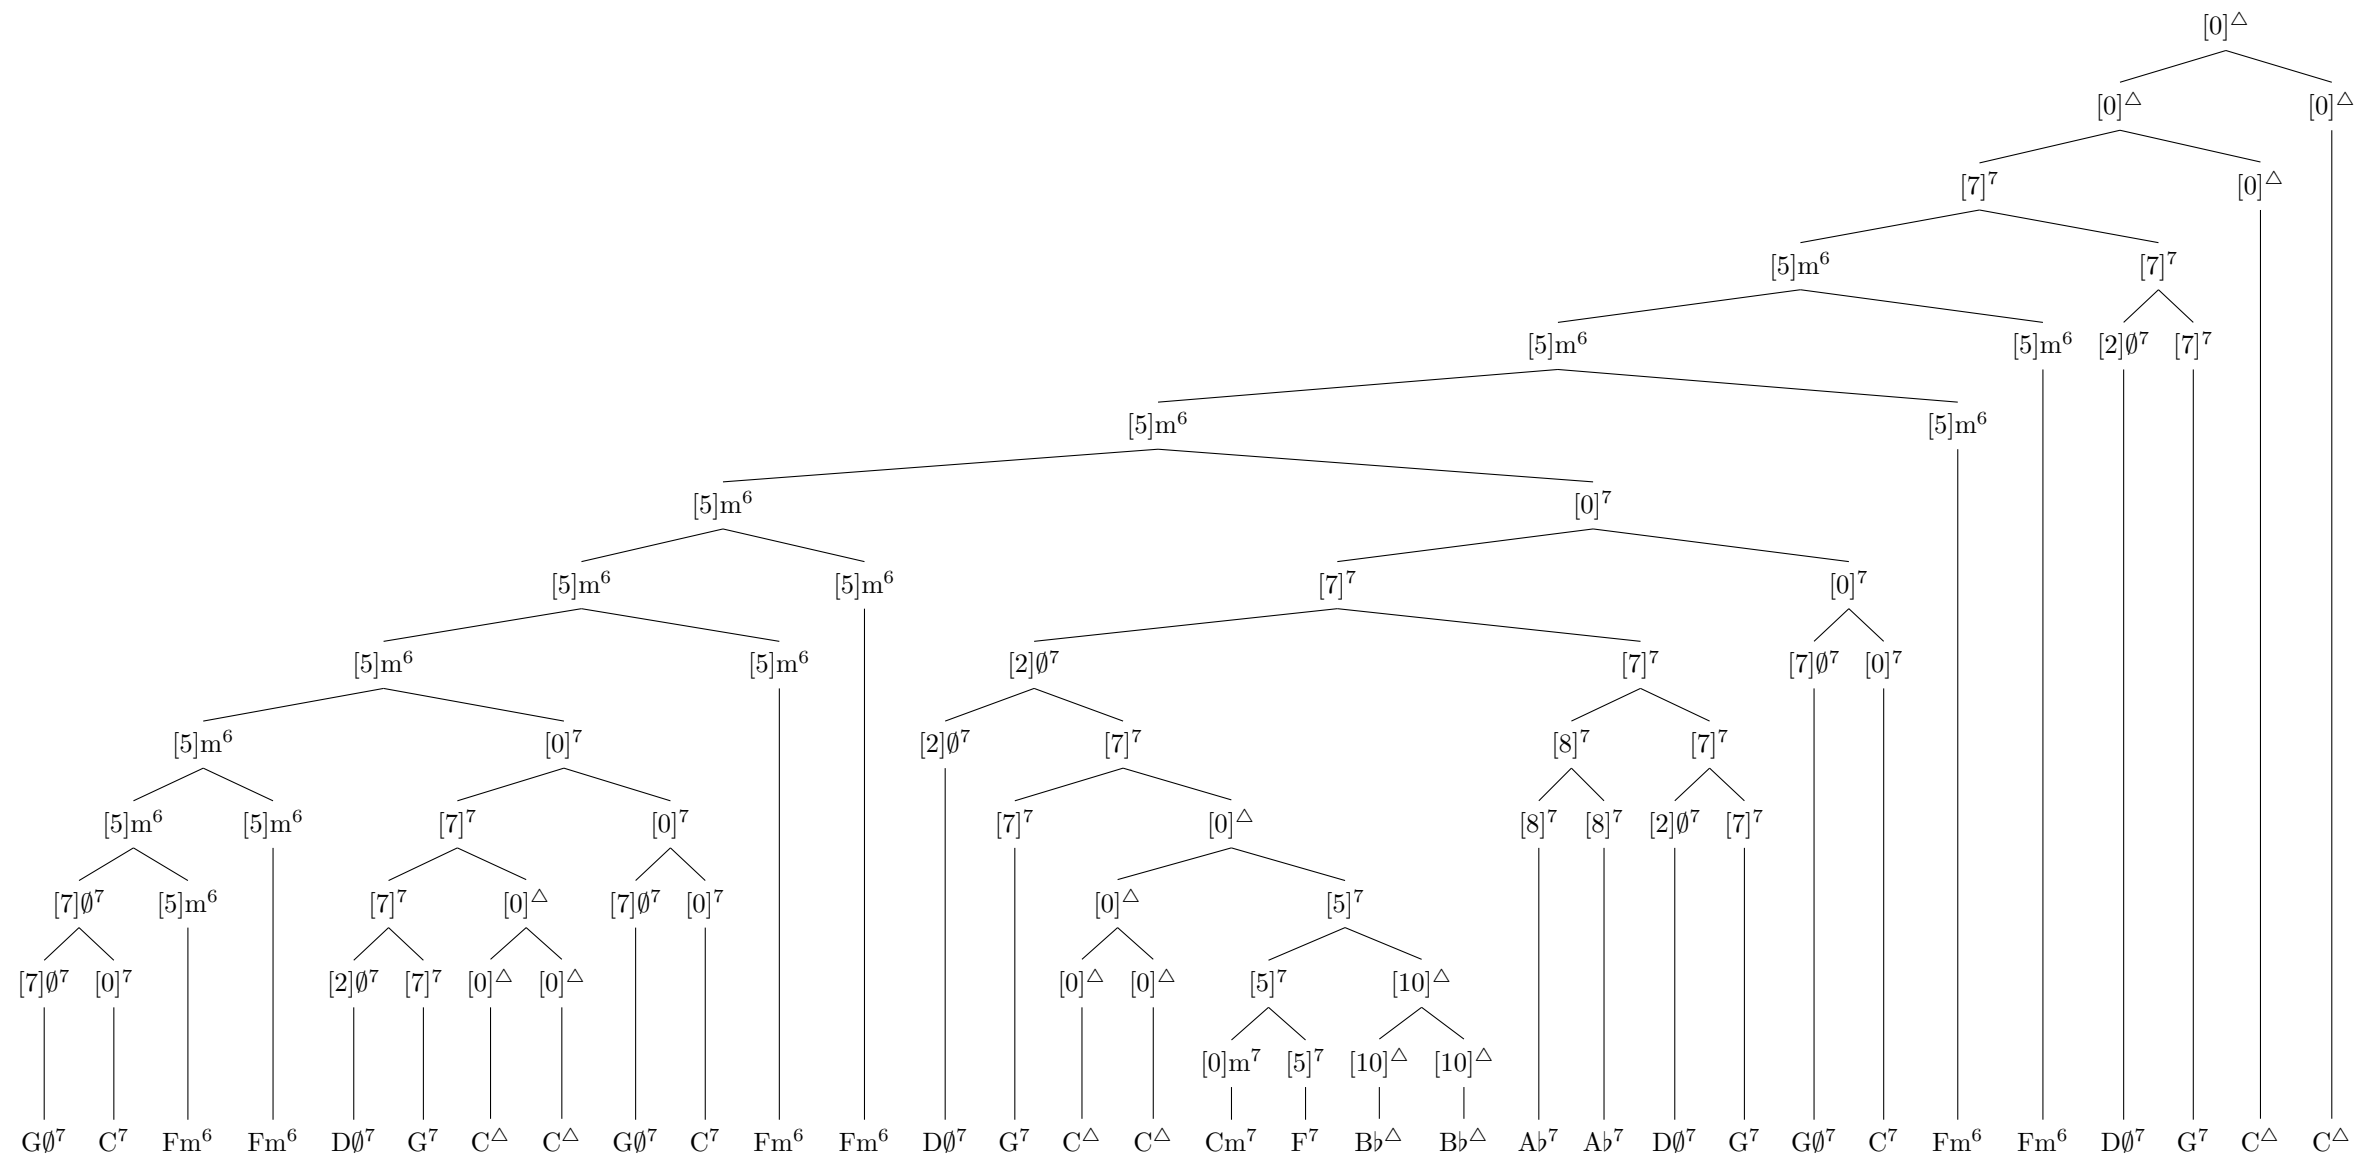 [0]△
[0]△ [0]△
[7]⁷ [0]△
[5]m⁶ [7]⁷
[5]m⁶ [5]m⁶ [2]∅⁷ [7]⁷
[5]m⁶ [5]m⁶
[5]m⁶ [0]⁷
[5]m⁶ [5]m⁶ [7]⁷ [0]⁷
[5]m⁶ [5]m⁶ [2]∅⁷ [7]⁷ [7]∅⁷ [0]⁷
[5]m⁶ [0]⁷ [2]∅⁷ [7]⁷ [8]⁷ [7]⁷
[5]m⁶ [5]m⁶ [7]⁷ [0]⁷ [7]⁷ [0]△ [8]⁷ [8]⁷ [2]∅⁷ [7]⁷
[7]∅⁷ [5]m⁶ [7]⁷ [0]△ [7]∅⁷ [0]⁷ [0]△ [5]⁷
[7]∅⁷ [0]⁷ [2]∅⁷ [7]⁷ [0]△ [0]△ [0]△ [0]△ [5]⁷ [10]△
[0]m⁷ [5]⁷ [10]△ [10]△
G∅⁷ C⁷ Fm⁶ Fm⁶ D∅⁷ G⁷ C△ C△ G∅⁷ C⁷ Fm⁶ Fm⁶ D∅⁷ G⁷ C△ C△ Cm⁷ F⁷ B♭△ B♭△ A♭⁷ A♭⁷ D∅⁷ G⁷ G∅⁷ C⁷ Fm⁶ Fm⁶ D∅⁷ G⁷ C△ C△